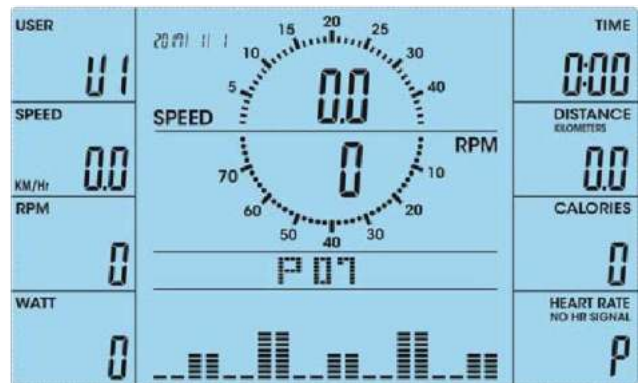 USER
U1
SPEED
KM/Hr 0.0
RPM
0
WATT
0
15 20 25
10 30
5 40
SPEED 0.0
RPM
0
70 10
60 20
50 40 30
P07
TIME
0:00
DISTANCE
KILOMETERS
0.0
CALORIES
0
HEART RATE
NO HR SIGNAL
P